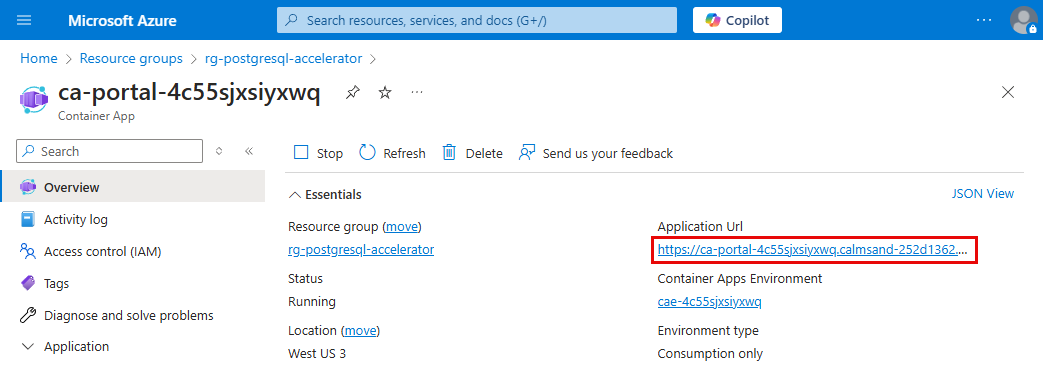 Microsoft Azure
Search resources, services, and docs (G+/)
Copilot
...
Home > Resource groups > rg-postgresql-accelerator >
ca-portal-4c55sjxsiyxwq ...
Container App
Search
«
Stop
Refresh
Delete
Send us your feedback
Overview
Activity log
Access control (IAM)
Tags
Diagnose and solve problems
Application
Essentials
JSON View
Resource group (move)
rg-postgresql-accelerator
Status
Running
Location (move)
West US 3
Application Url
https://ca-portal-4c55sjxsiyxwq.calmsand-252d1362....
Container Apps Environment
cae-4c55sjxsiyxwq
Environment type
Consumption only